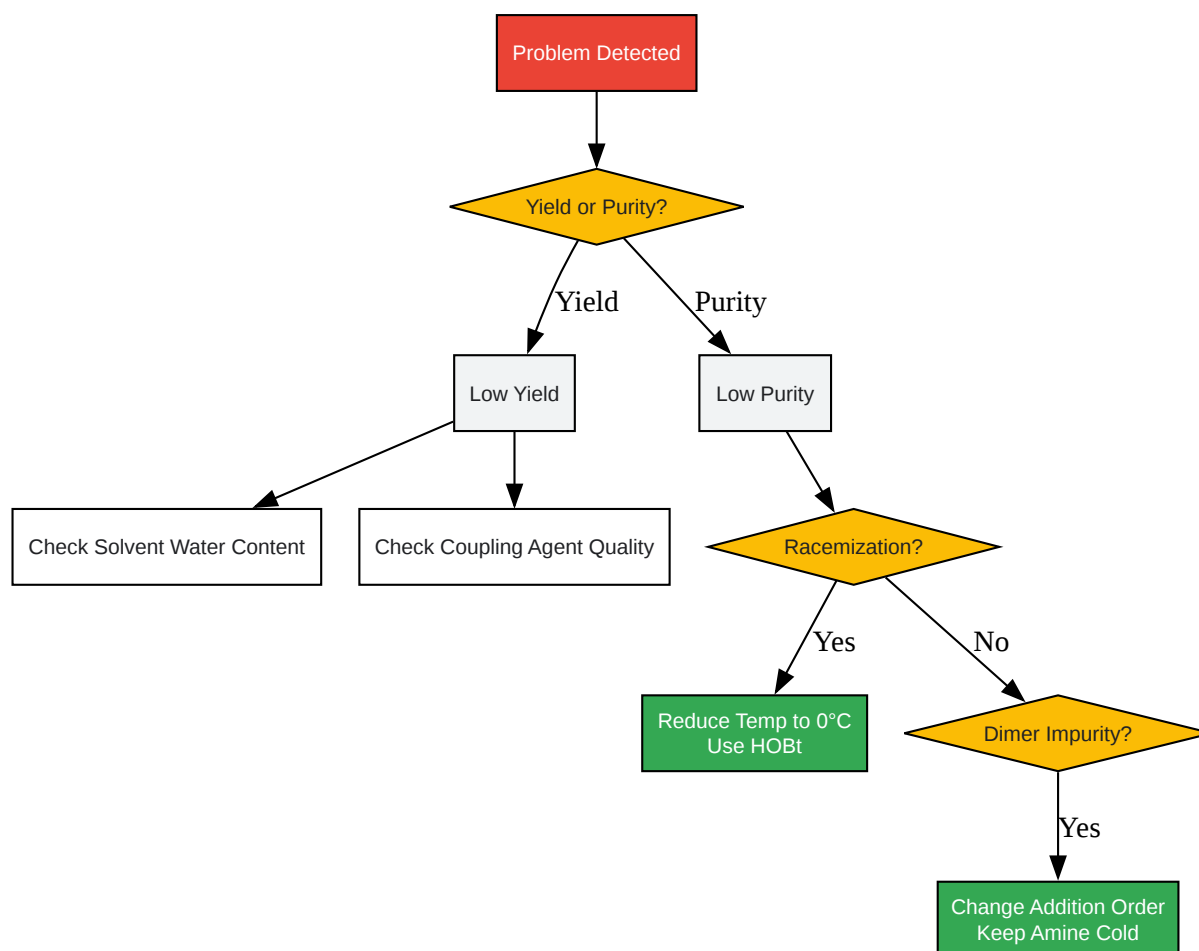 Problem Detected
Yield or Purity?
Yield
Purity
Low Yield
Low Purity
Check Solvent Water Content
Check Coupling Agent Quality
Racemization?
Yes
No
Reduce Temp to 0°C
Use HOBt
Dimer Impurity?
Yes
Change Addition Order
Keep Amine Cold